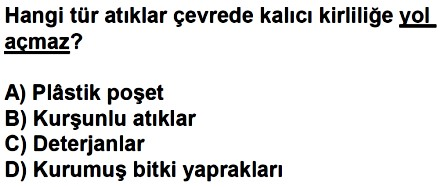 Hangi tür atıklar çevrede kalıcı kirliliğe yol
açmaz?
A) Plâstik poşet
B) Kurşunlu atıklar
C) Deterjanlar
D) Kurumuş bitki yaprakları